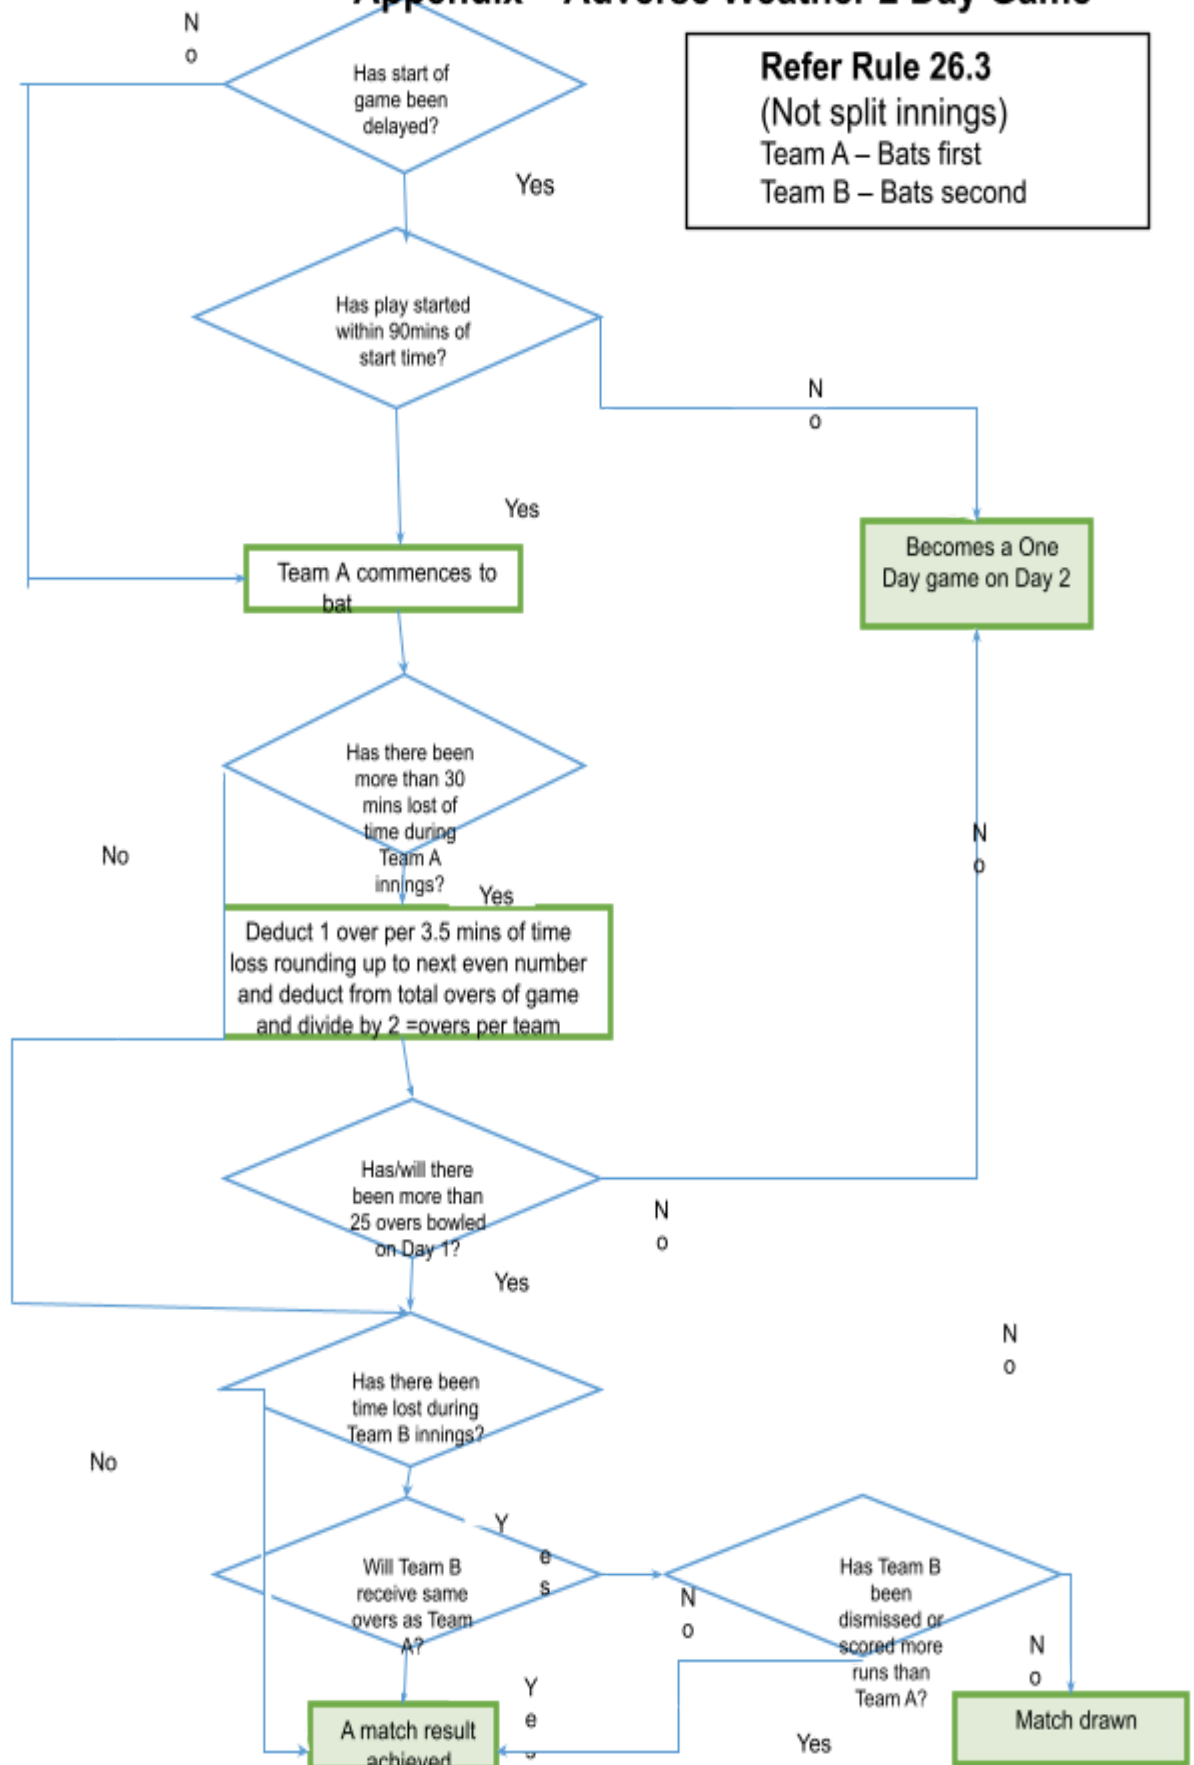 Appendix – Adverse Weather 2 Day Game
N
o
Has start of
game been
delayed?
Refer Rule 26.3
(Not split innings)
Team A – Bats first
Team B – Bats second
Yes
Has play started
within 90mins of
start time?
N
o
Yes
Becomes a One
Day game on Day 2
Team A commences to
bat
Has there been
more than 30
mins lost of
time during
Team A
innings?
No
N
o
Yes
Deduct 1 over per 3.5 mins of time
loss rounding up to next even number
and deduct from total overs of game
and divide by 2 =overs per team
Has/will there
been more than
25 overs bowled
on Day 1?
N
o
Yes
N
o
Has there been
time lost during
Team B innings?
No
Y
e
s
Will Team B
receive same
overs as Team
A?
N
o
Has Team B
been
dismissed or
scored more
runs than
Team A?
N
o
Y
e
s
Yes
A match result
achieved
Match drawn